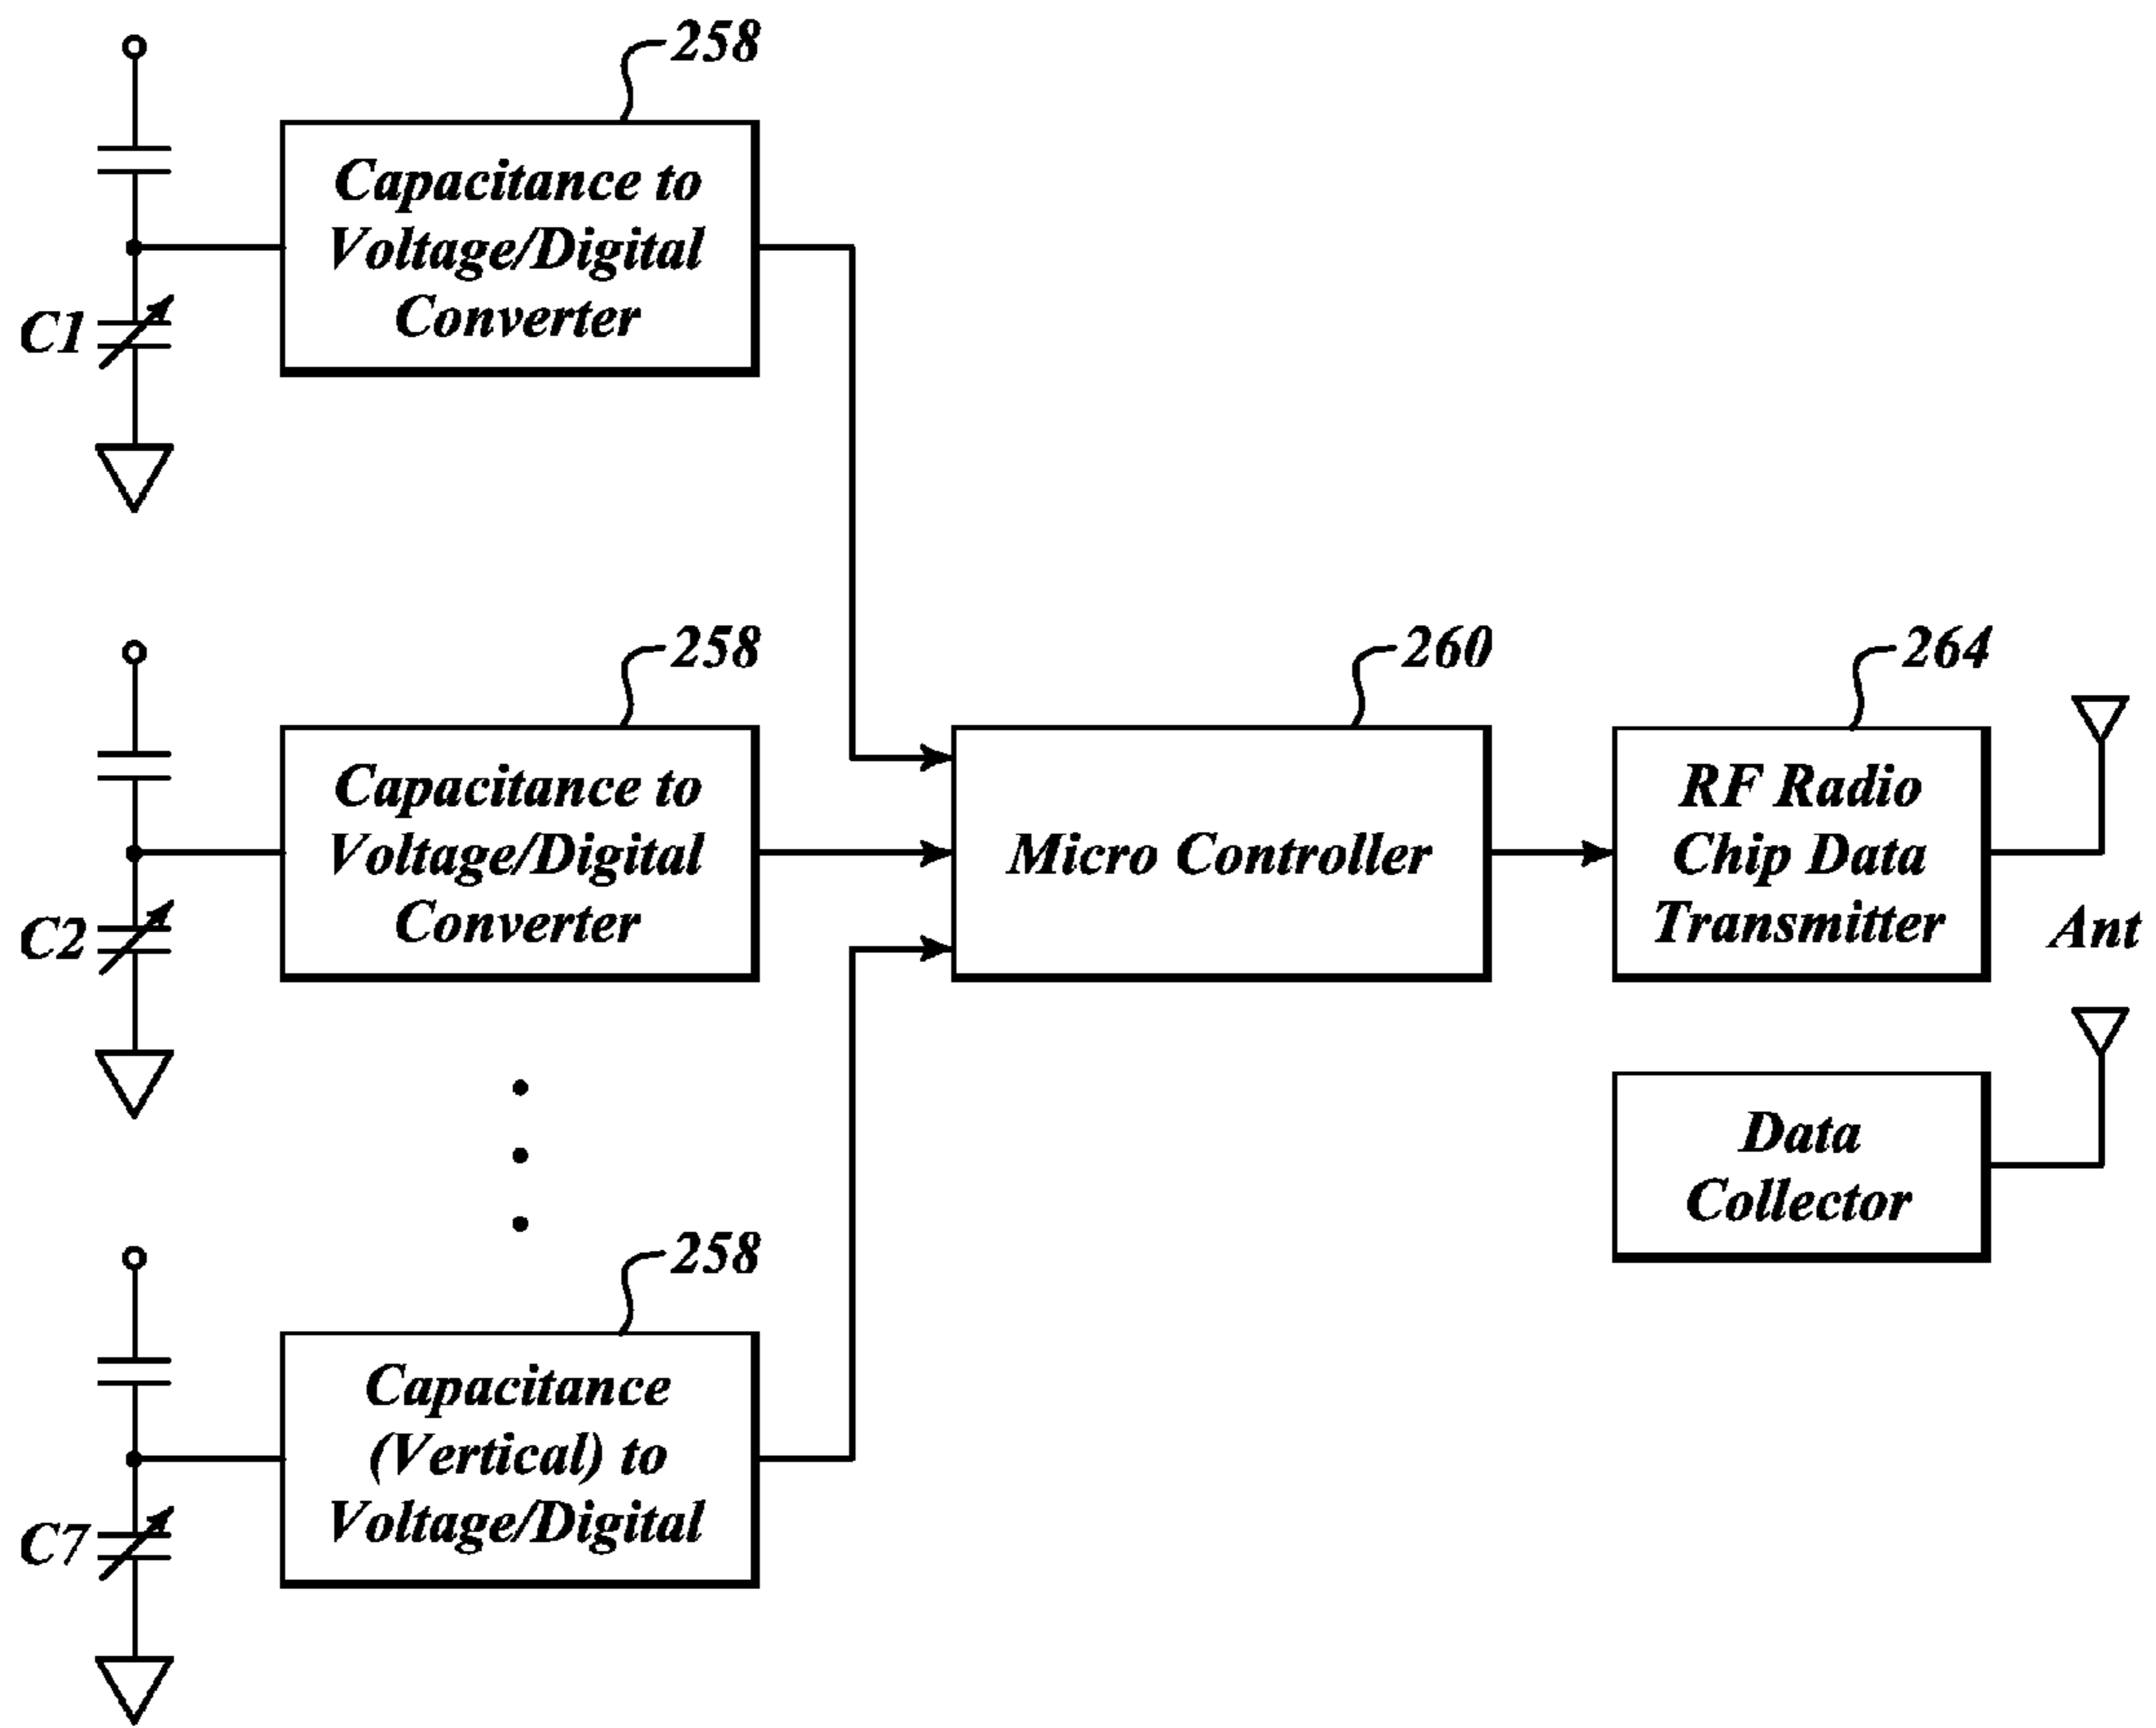 258
Capacitance to
Voltage/Digital
Converter
C1
258
Capacitance to
Voltage/Digital
Converter
C2
260
Micro Controller
264
RF Radio
Chip Data
Transmitter
Ant
Data
Collector
258
Capacitance
(Vertical) to
Voltage/Digital
C7